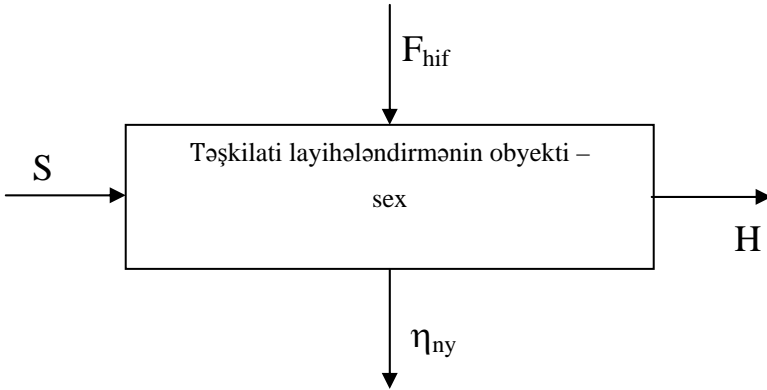 F_hif
Təşkilati layihələndirmənin obyekti –
S
sex
H
η_ny